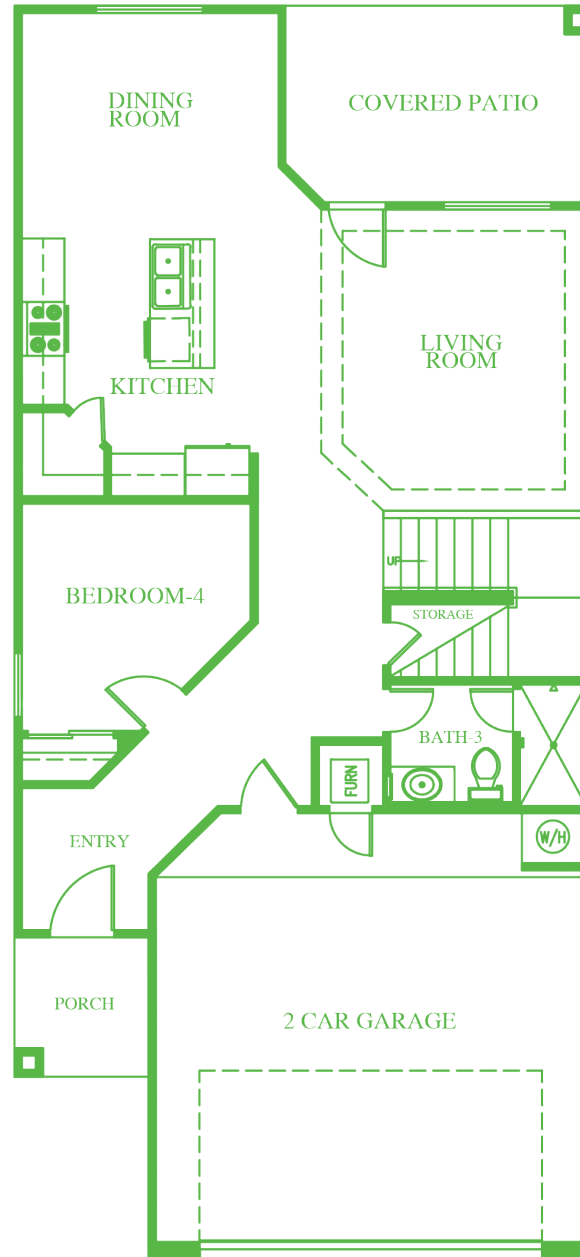 DINING
ROOM
COVERED PATIO
LIVING
ROOM
KITCHEN
UP
BEDROOM-4
STORAGE
BATH-3
FURN
ENTRY
W/H
PORCH
2 CAR GARAGE